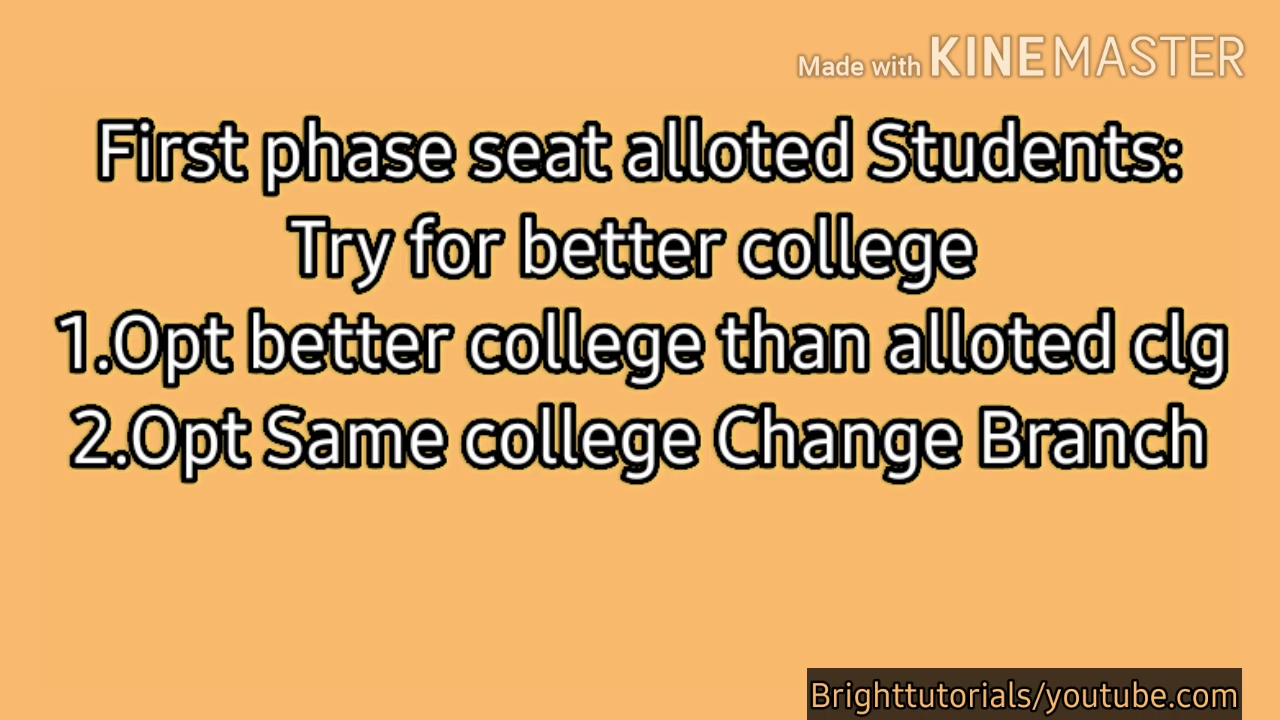 Made with KINEMASTER
First phase seat alloted Students:
Try for better college
1.Opt better college than alloted clg
2.Opt Same college Change Branch
Brighttutorials/youtube.com